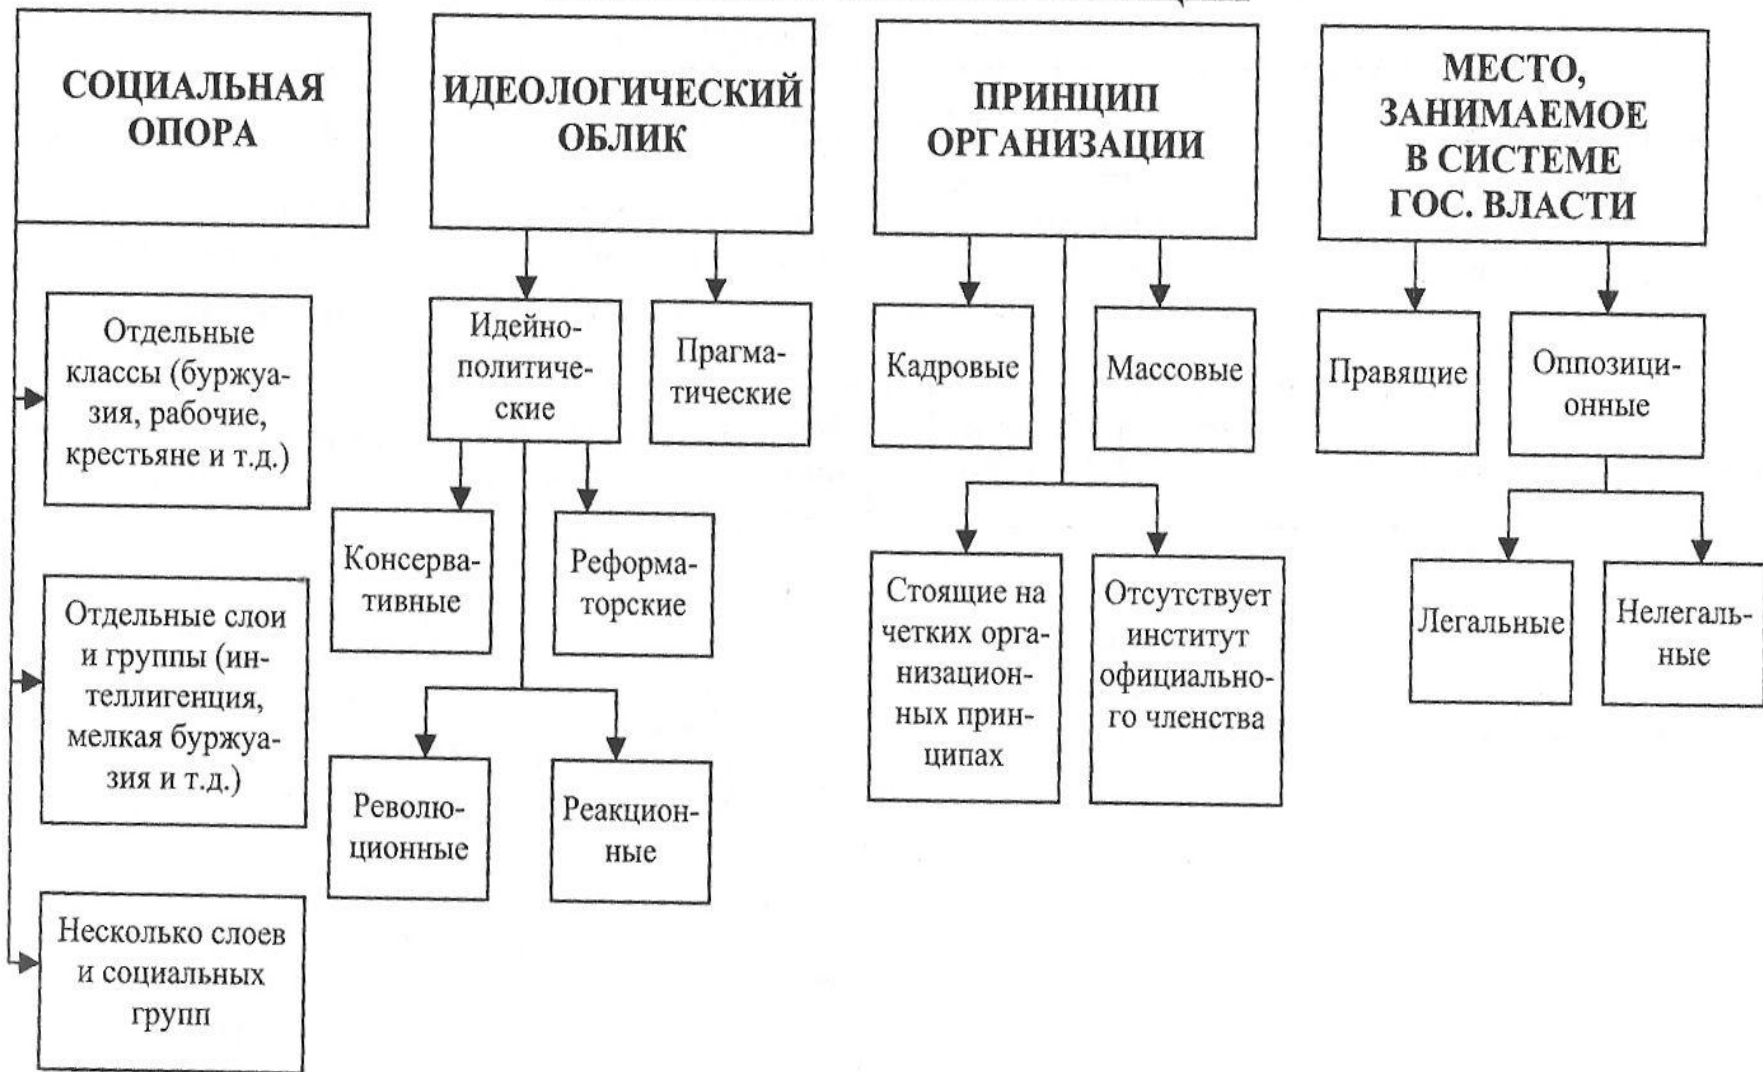 СОЦИАЛЬНАЯ
ОПОРА
ИДЕОЛОГИЧЕСКИЙ
ОБЛИК
ПРИНЦИП
ОРГАНИЗАЦИИ
МЕСТО,
ЗАНИМАЕМОЕ
В СИСТЕМЕ
ГОС. ВЛАСТИ
Отдельные
классы (буржуа-
зия, рабочие,
крестьяне и т.д.)
Идейно-
политиче-
ские
Прагма-
тические
Кадровые
Массовые
Правящие
Оппозици-
онные
Консерва-
тивные
Реформа-
торские
Стоящие на
четких орга-
низацион-
ных прин-
ципах
Отсутствует
институт
официально-
го членства
Легальные
Нелегаль-
ные
Отдельные слои
и группы (ин-
теллигенция,
мелкая буржуа-
зия и т.д.)
Револю-
ционные
Реакцион-
ные
Несколько слоев
и социальных
групп